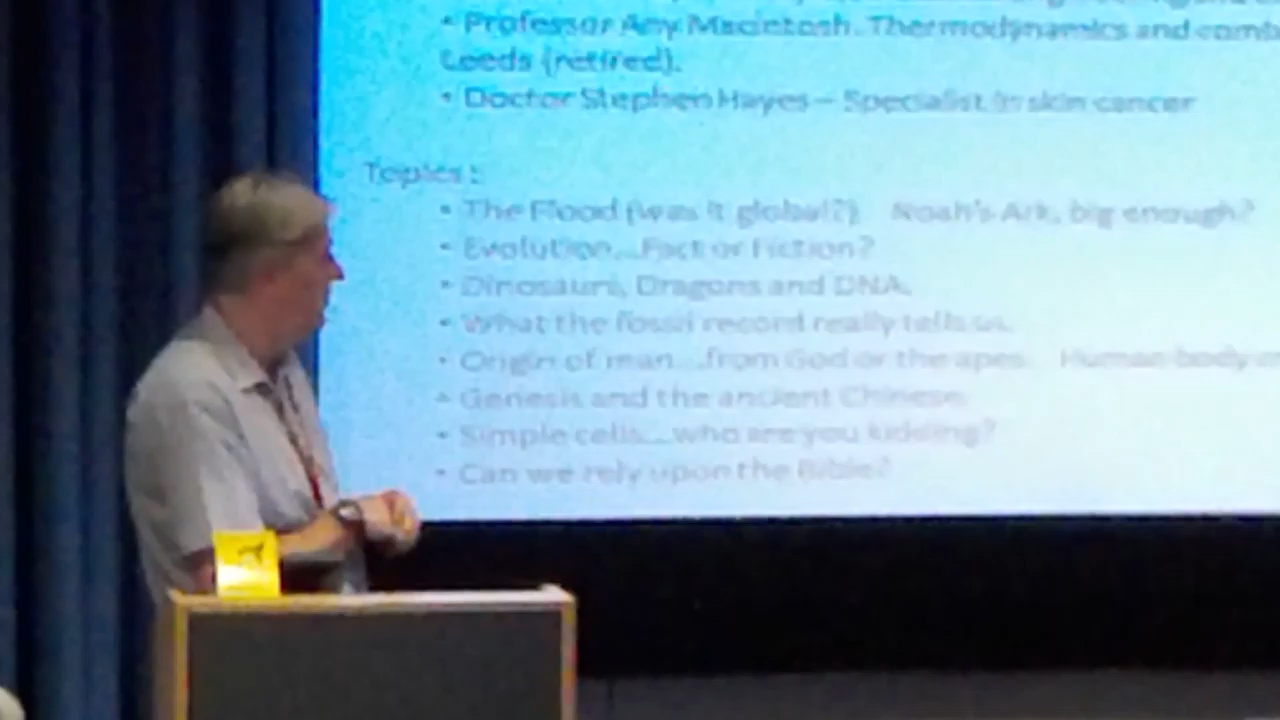 • Professor Any Macintosh. Thermodynamics and comb
Leeds (retired).
• Doctor Stephen Hayes – Specialist in skin cancer
Topics :
• The Flood (was it global?) Noah's Ark, big enough?
• Evolution....Fact or Fiction?
• Dinosaurs, Dragons and DNA.
• What the fossil record really tells us.
• Origin of man....from God or the apes. Human body
• Genesis and the ancient Chinese.
• Simple cells....who are you kidding?
• Can we rely upon the Bible?